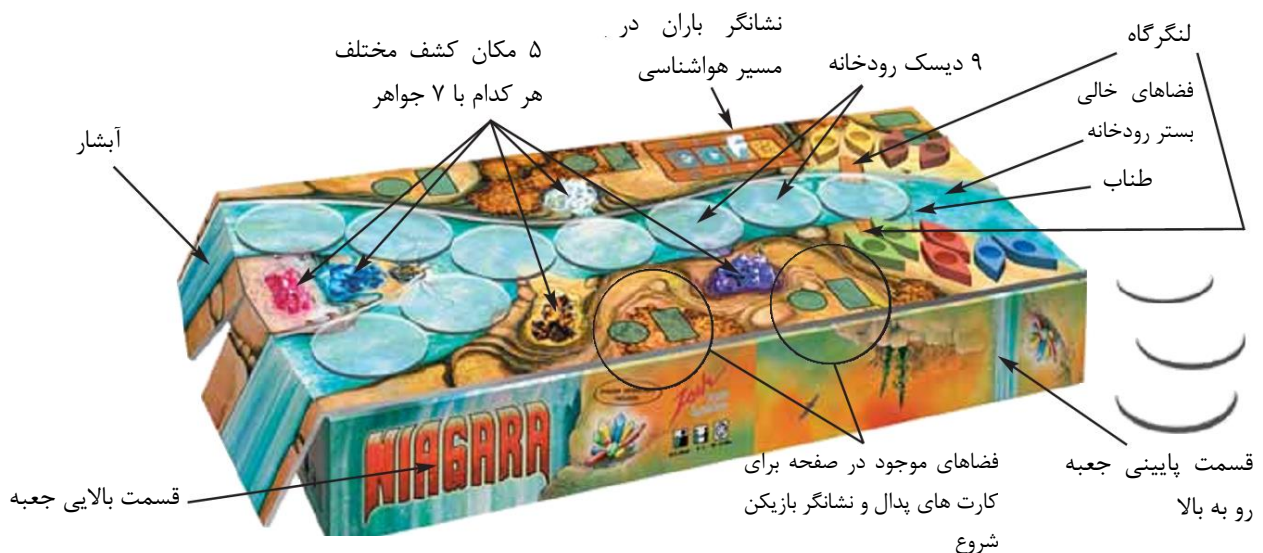 نشانگر باران در
مسیر هواشناسی
لنگرگاه
۵ مکان کشف مختلف
هر کدام با ۷ جواهر
۹ دیسک رودخانه
فضاهای خالی
بستر رودخانه
آبشار
طناب
NIAGARA
Zoch
قسمت پایینی جعبه
رو به بالا
فضاهای موجود در صفحه برای
کارت های پدال و نشانگر بازیکن
شروع
قسمت بالایی جعبه